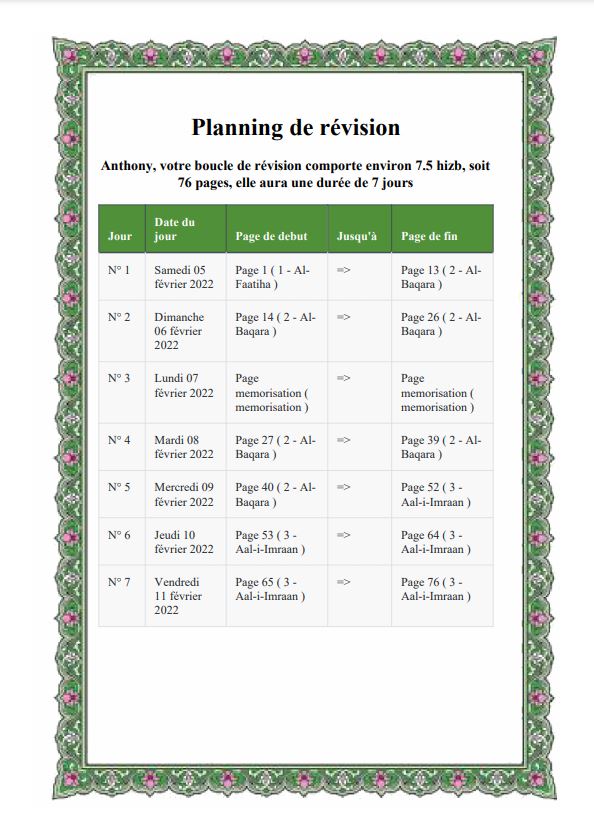 Planning de révision
Anthony, votre boucle de révision comporte environ 7.5 hizb, soit
76 pages, elle aura une durée de 7 jours
Jour Date du jour Page de debut Jusqu'à Page de fin
N° 1 Samedi 05 février 2022 Page 1 ( 1 - Al-Faatiha ) => Page 13 ( 2 - Al-Baqara )
N° 2 Dimanche 06 février 2022 Page 14 ( 2 - Al-Baqara ) => Page 26 ( 2 - Al-Baqara )
N° 3 Lundi 07 février 2022 Page memorisation ( memorisation ) => Page memorisation ( memorisation )
N° 4 Mardi 08 février 2022 Page 27 ( 2 - Al-Baqara ) => Page 39 ( 2 - Al-Baqara )
N° 5 Mercredi 09 février 2022 Page 40 ( 2 - Al-Baqara ) => Page 52 ( 3 - Aal-i-Imraan )
N° 6 Jeudi 10 février 2022 Page 53 ( 3 - Aal-i-Imraan ) => Page 64 ( 3 - Aal-i-Imraan )
N° 7 Vendredi 11 février 2022 Page 65 ( 3 - Aal-i-Imraan ) => Page 76 ( 3 - Aal-i-Imraan )